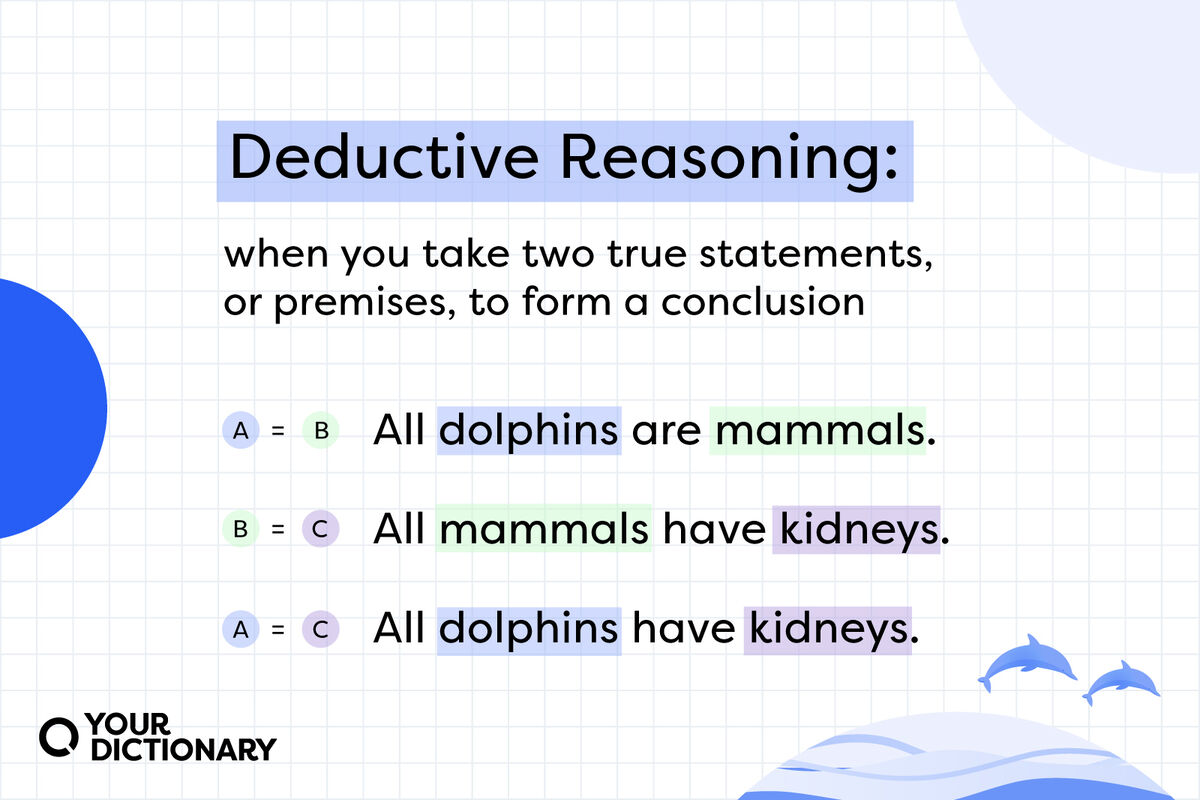 Deductive Reasoning:
when you take two true statements,
or premises, to form a conclusion
A = B All dolphins are mammals.
B = C All mammals have kidneys.
A = C All dolphins have kidneys.
YOUR
DICTIONARY